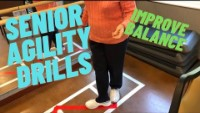 SENIOR
AGILITY
DRILLS
IMPROVE
BALANCE